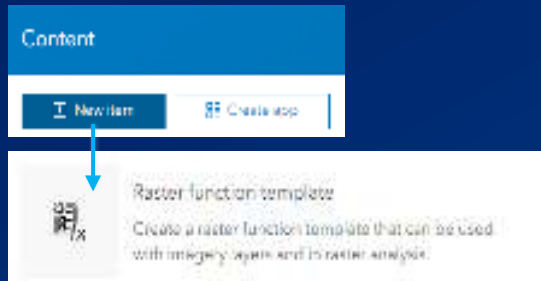 Content
New item
Create app
Raster function template
Create a raster function template that can be used
with imagery layers and in raster analysis.